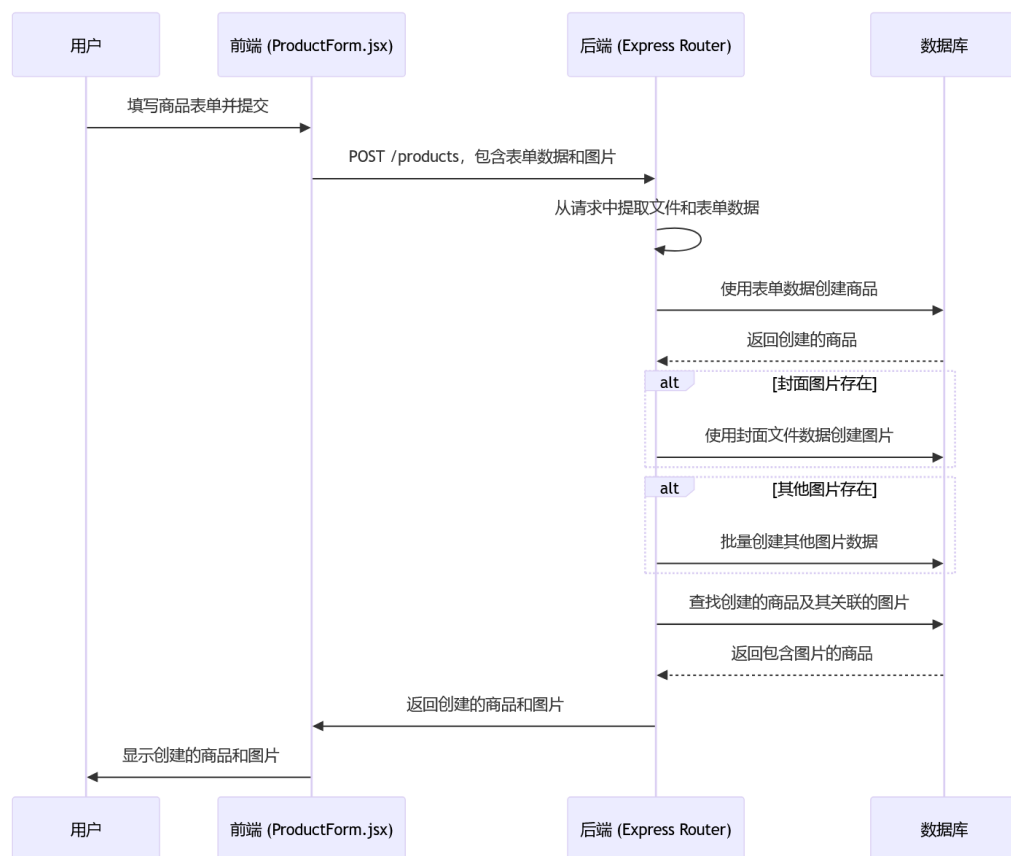 用户
前端 (ProductForm.jsx)
后端 (Express Router)
数据库
填写商品表单并提交
POST /products，包含表单数据和图片
从请求中提取文件和表单数据
使用表单数据创建商品
返回创建的商品
alt
[封面图片存在]
使用封面文件数据创建图片
alt
[其他图片存在]
批量创建其他图片数据
查找创建的商品及其关联的图片
返回包含图片的商品
返回创建的商品和图片
显示创建的商品和图片
用户
前端 (ProductForm.jsx)
后端 (Express Router)
数据库